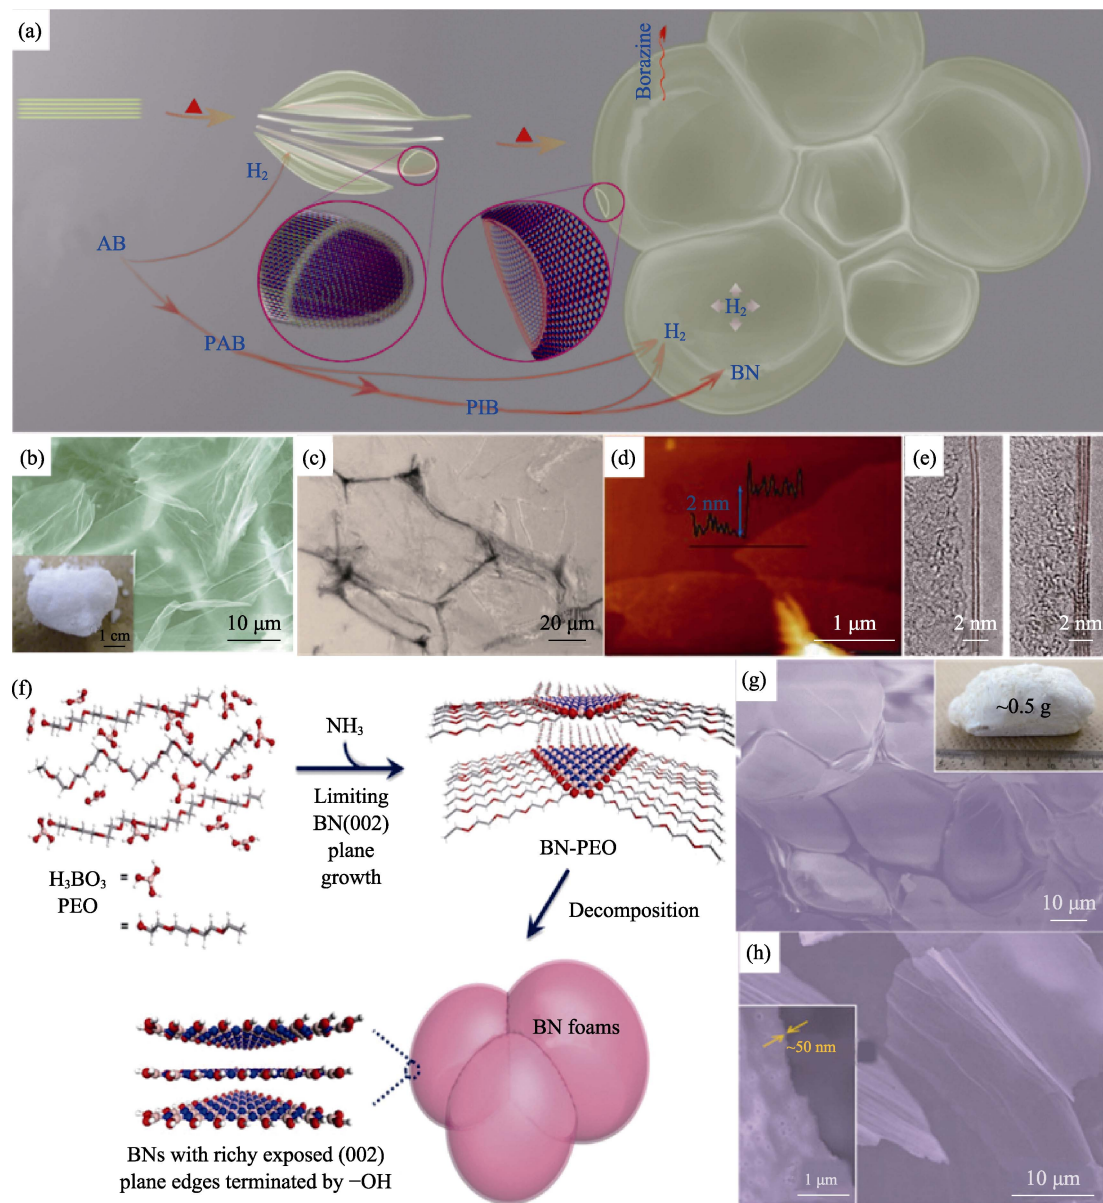 (a)
Borazine
H₂
AB
H₂
PAB
H₂
BN
PIB
(b)
1 cm
10 μm
(c)
20 μm
(d)
2 nm
1 μm
(e)
2 nm
2 nm
(f)
NH₃
Limiting
BN(002)
plane
growth
H₃BO₃ =
PEO
=
BN-PEO
Decomposition
BN foams
BNs with richy exposed (002)
plane edges terminated by −OH
(g)
~0.5 g
10 μm
(h)
~50 nm
1 μm
10 μm